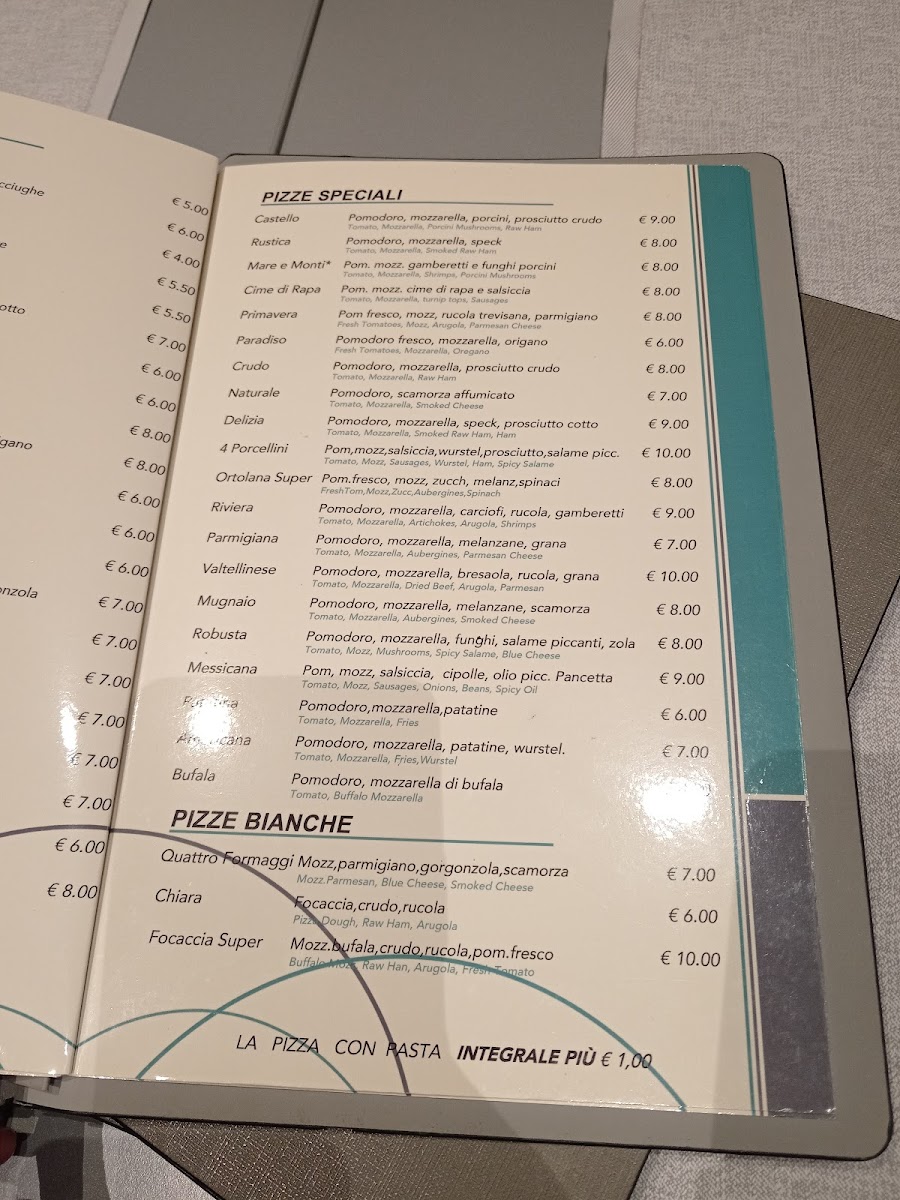 cciughe
€ 5.00
€ 6.00
€ 4.00
€ 5.50
€ 5.50
otto
€ 7.00
€ 6.00
€ 6.00
€ 8.00
gano
€ 8.00
€ 6.00
€ 6.00
€ 6.00
onzola
€ 7.00
€ 7.00
€ 7.00
€ 7.00
€ 7.00
€ 7.00
€ 6.00
€ 8.00
PIZZE SPECIALI
Castello Pomodoro, mozzarella, porcini, prosciutto crudo € 9.00
Tomato, Mozzarella, Porcini Mushrooms, Raw Ham
Rustica Pomodoro, mozzarella, speck € 8.00
Tomato, Mozzarella, Smoked Raw Ham
Mare e Monti* Pom. mozz. gamberetti e funghi porcini € 8.00
Tomato, Mozzarella, Shrimps, Porcini Mushrooms
Cime di Rapa Pom. mozz. cime di rapa e salsiccia € 8.00
Tomato, Mozzarella, turnip tops, Sausages
Primavera Pom fresco, mozz, rucola trevisana, parmigiano € 8.00
Fresh Tomatoes, Mozz, Arugola, Parmesan Cheese
Paradiso Pomodoro fresco, mozzarella, origano € 6.00
Fresh Tomatoes, Mozzarella, Oregano
Crudo Pomodoro, mozzarella, prosciutto crudo € 8.00
Tomato, Mozzarella, Raw Ham
Naturale Pomodoro, scamorza affumicato € 7.00
Tomato, Mozzarella, Smoked Cheese
Delizia Pomodoro, mozzarella, speck, prosciutto cotto € 9.00
Tomato, Mozzarella, Smoked Raw Ham, Ham
4 Porcellini Pom,mozz,salsiccia,wurstel,prosciutto,salame picc. € 10.00
Tomato, Mozz, Sausages, Wurstel, Ham, Spicy Salame
Ortolana Super Pom.fresco, mozz, zucch, melanz,spinaci € 8.00
FreshTom,Mozz,Zucc,Aubergines,Spinach
Riviera Pomodoro, mozzarella, carciofi, rucola, gamberetti € 9.00
Tomato, Mozzarella, Artichokes, Arugola, Shrimps
Parmigiana Pomodoro, mozzarella, melanzane, grana € 7.00
Tomato, Mozzarella, Aubergines, Parmesan Cheese
Valtellinese Pomodoro, mozzarella, bresaola, rucola, grana € 10.00
Tomato, Mozzarella, Dried Beef, Arugola, Parmesan
Mugnaio Pomodoro, mozzarella, melanzane, scamorza € 8.00
Tomato, Mozzarella, Aubergines, Smoked Cheese
Robusta Pomodoro, mozzarella, funghi, salame piccanti, zola € 8.00
Tomato, Mozz, Mushrooms, Spicy Salame, Blue Cheese
Messicana Pom, mozz, salsiccia, cipolle, olio picc. Pancetta € 9.00
Tomato, Mozz, Sausages, Onions, Beans, Spicy Oil
Pomodoro,mozzarella,patatine € 6.00
Tomato, Mozzarella, Fries
Pomodoro, mozzarella, patatine, wurstel. € 7.00
Tomato, Mozzarella, Fries,Wurstel
Bufala Pomodoro, mozzarella di bufala
Tomato, Buffalo Mozzarella
PIZZE BIANCHE
Quattro Formaggi Mozz,parmigiano,gorgonzola,scamorza € 7.00
Mozz.Parmesan, Blue Cheese, Smoked Cheese
Chiara Focaccia,crudo,rucola € 6.00
Pizza Dough, Raw Ham, Arugola
Focaccia Super Mozz.bufala,crudo,rucola,pom.fresco € 10.00
Buffalo Mozz, Raw Han, Arugola, Fresh Tomato
LA PIZZA CON PASTA INTEGRALE PIÙ € 1,00